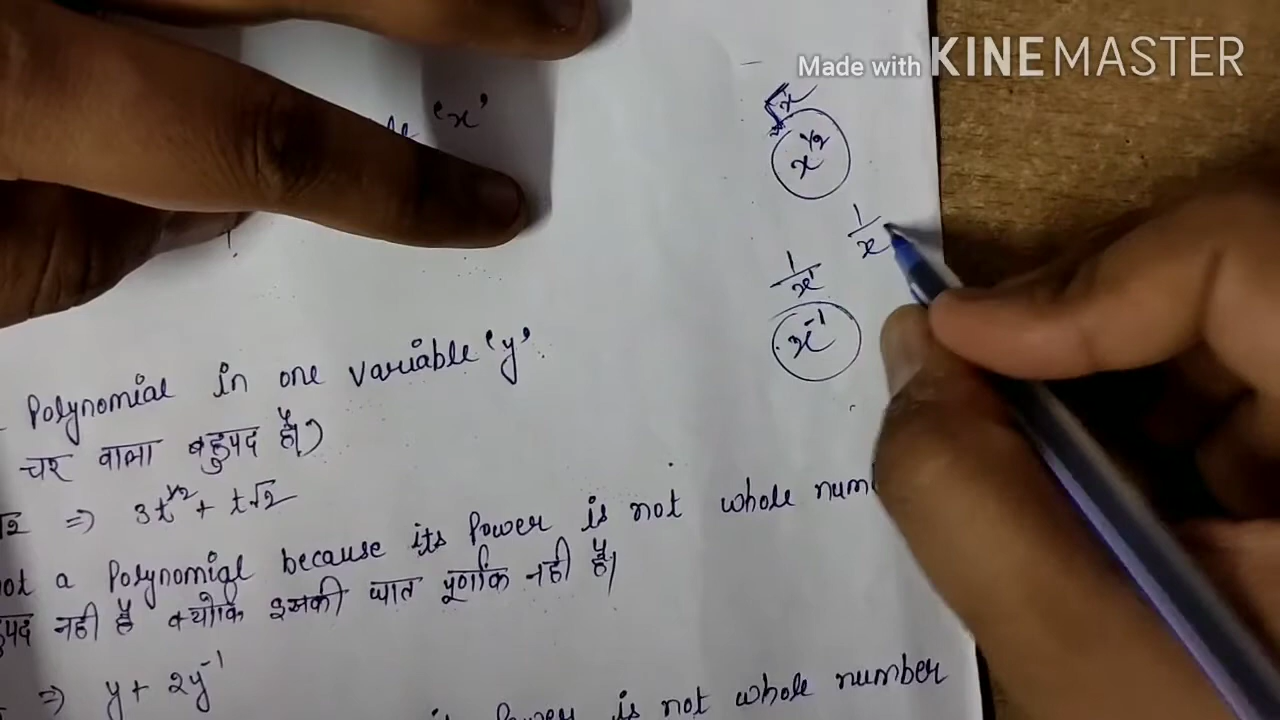 Made with KINEMASTER
'x'
√x
x^1/2
1/x
1/x¹
x⁻¹
Polynomial in one variable 'y'.
चर वाला बहुपद है।)
⇒ 3t^1/2 + t√2
not a Polynomial because its Power is not whole
नही है क्योंकि इसकी घात पूर्णांक नही है।
⇒ y + 2y⁻¹
Power is not whole number